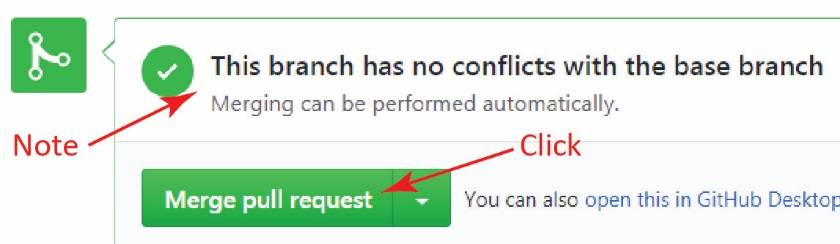 This branch has no conflicts with the base branch
Merging can be performed automatically.
Note
Click
Merge pull request
You can also open this in GitHub Desktop